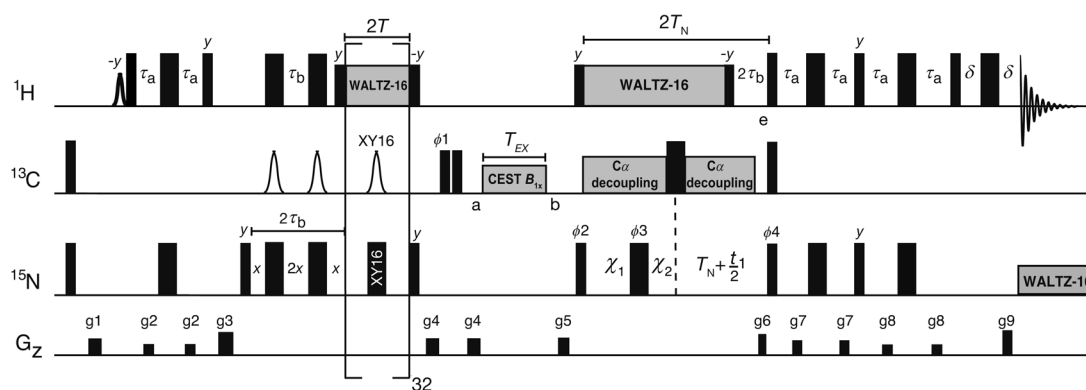 2T 2T_N
-y y y -y y -y y
¹H τ_a τ_a τ_b WALTZ-16 WALTZ-16 2τ_b τ_a τ_a τ_a τ_a δ δ
e
XY16 ϕ1 T_EX
¹³C CEST B_1x Cα decoupling Cα decoupling
a b
2τ_b
y y ϕ2 ϕ3 ϕ4 y
¹⁵N x 2x x XY16 χ_1 χ_2 T_N+t/2 1 WALTZ-16
g1 g2 g2 g3 g4 g4 g5 g6 g7 g7 g8 g8 g9
G_z
32